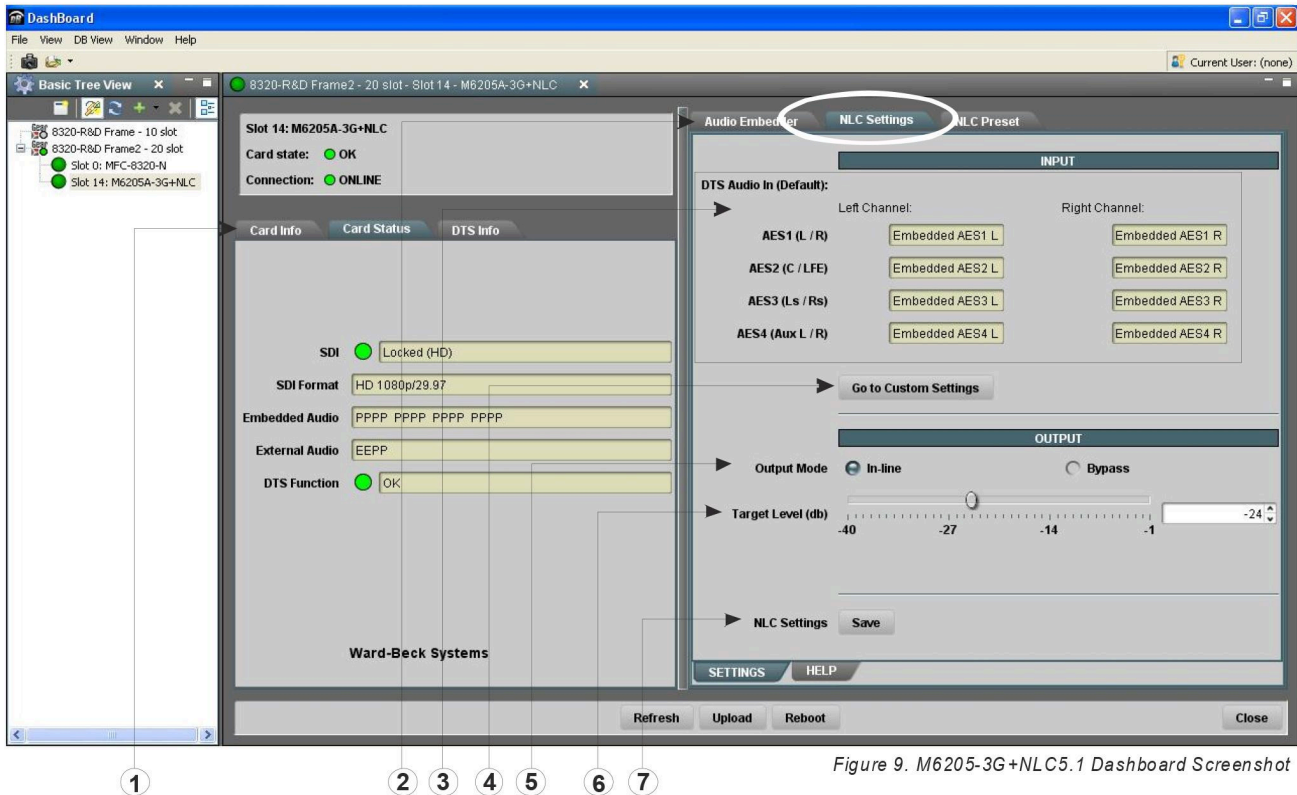 DashBoard
File View DB View Window Help
Current User: (none)
Basic Tree View
8320-R&D Frame - 10 slot
8320-R&D Frame2 - 20 slot
Slot 0: MFC-8320-N
Slot 14: M6205A-3G+NLC
8320-R&D Frame2 - 20 slot - Slot 14 - M6205A-3G+NLC
Slot 14: M6205A-3G+NLC
Card state: OK
Connection: ONLINE
Card Info Card Status DTS Info
SDI Locked (HD)
SDI Format HD 1080p/29.97
Embedded Audio PPPP PPPP PPPP PPPP
External Audio EEPP
DTS Function OK
Ward-Beck Systems
Audio Embedder NLC Settings NLC Preset
INPUT
DTS Audio In (Default):
Left Channel: Right Channel:
AES1 (L / R) Embedded AES1 L Embedded AES1 R
AES2 (C / LFE) Embedded AES2 L Embedded AES2 R
AES3 (Ls / Rs) Embedded AES3 L Embedded AES3 R
AES4 (Aux L / R) Embedded AES4 L Embedded AES4 R
Go to Custom Settings
OUTPUT
Output Mode In-line Bypass
Target Level (db) -24
-40 -27 -14 -1
NLC Settings Save
SETTINGS HELP
Refresh Upload Reboot Close
1 2 3 4 5 6 7
Figure 9. M6205-3G+NLC5.1 Dashboard Screenshot